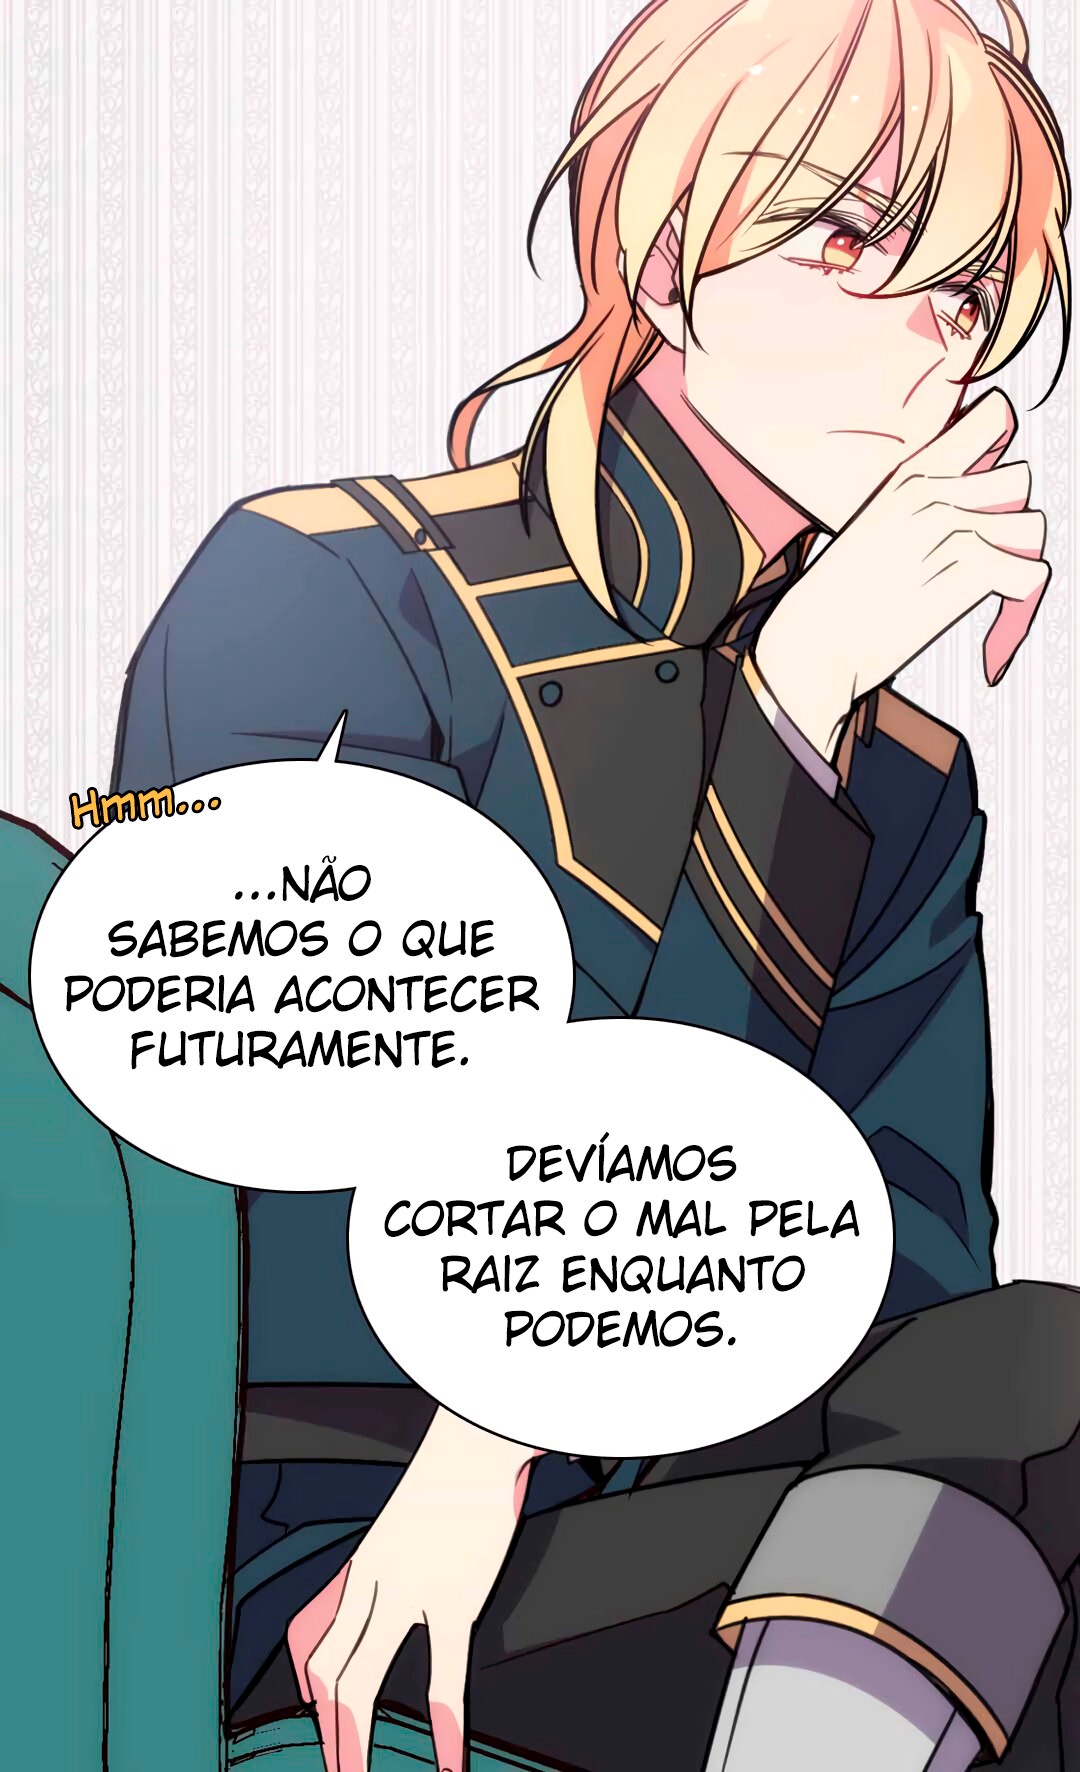 Hmm...
...NÃO
SABEMOS O QUE
PODERIA ACONTECER
FUTURAMENTE.
DEVÍAMOS
CORTAR O MAL PELA
RAIZ ENQUANTO
PODEMOS.